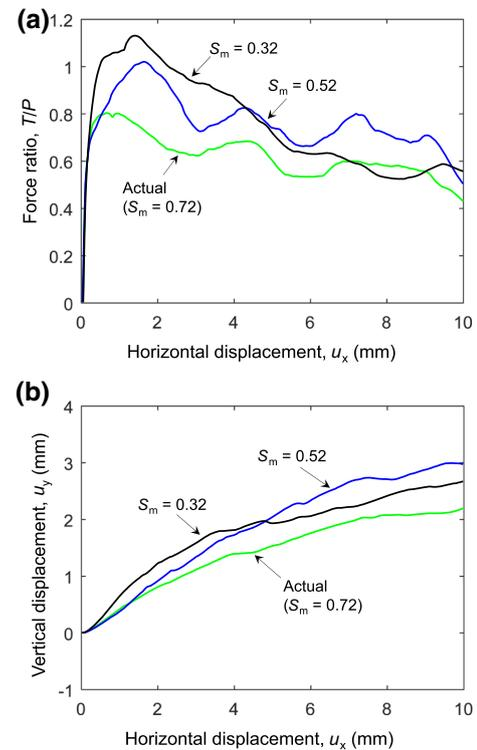 (a)
1.2
1
0.8
0.6
0.4
0.2
0
Force ratio, T/P
Sm = 0.32
Sm = 0.52
Actual
(Sm = 0.72)
0 2 4 6 8 10
Horizontal displacement, ux (mm)
(b)
4
3
2
1
0
-1
Vertical displacement, uy (mm)
Sm = 0.52
Sm = 0.32
Actual
(Sm = 0.72)
0 2 4 6 8 10
Horizontal displacement, ux (mm)